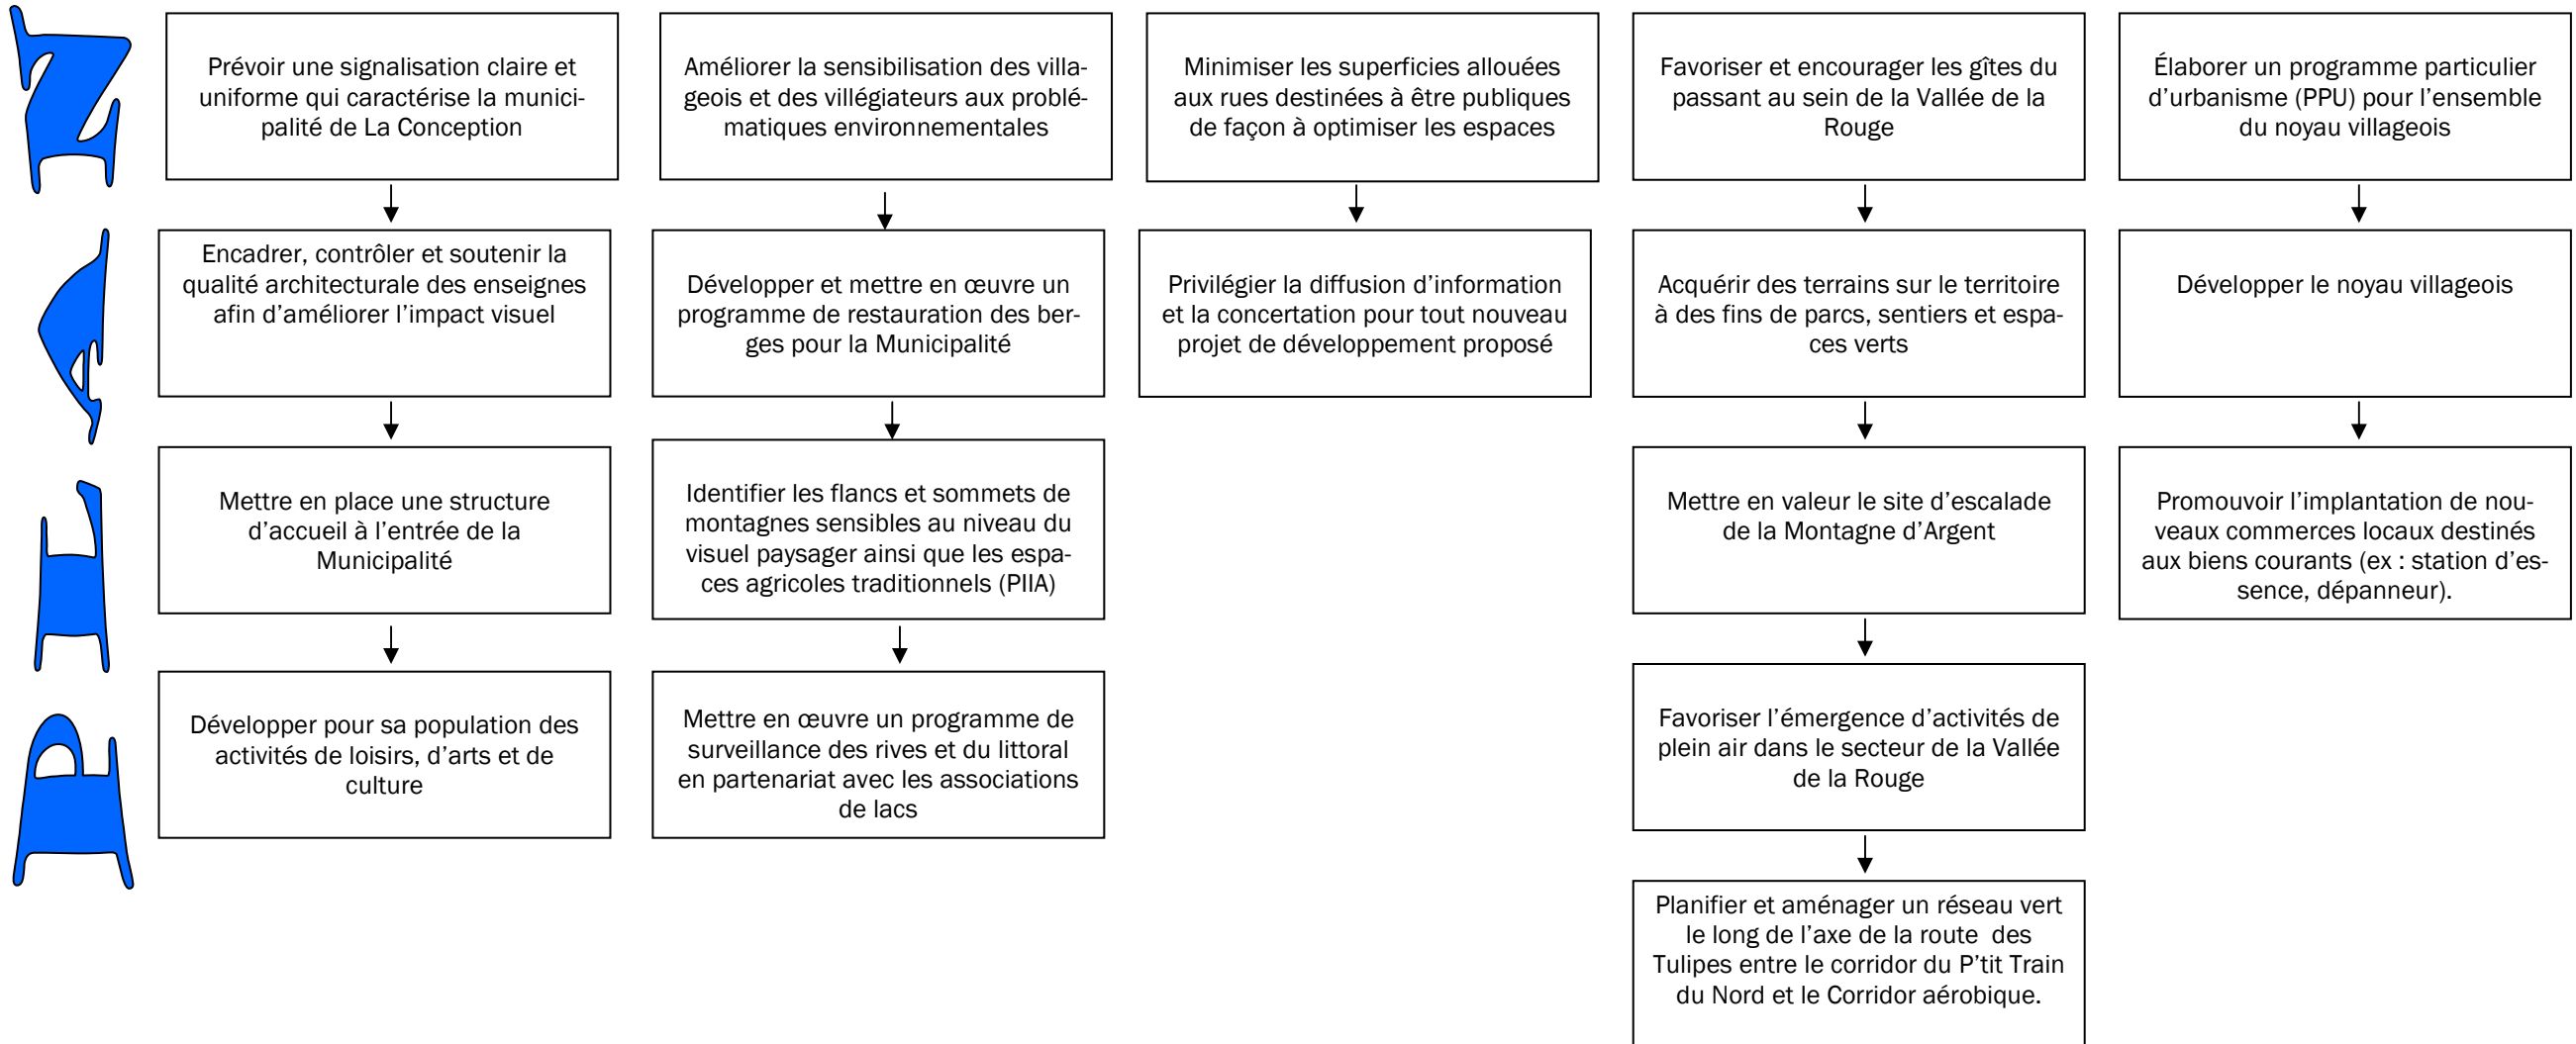 Prévoir une signalisation claire et
uniforme qui caractérise la munici-
palité de La Conception
Encadrer, contrôler et soutenir la
qualité architecturale des enseignes
afin d’améliorer l’impact visuel
Mettre en place une structure
d’accueil à l’entrée de la
Municipalité
Développer pour sa population des
activités de loisirs, d’arts et de
culture
Améliorer la sensibilisation des villa-
geois et des villégiateurs aux problé-
matiques environnementales
Développer et mettre en œuvre un
programme de restauration des ber-
ges pour la Municipalité
Identifier les flancs et sommets de
montagnes sensibles au niveau du
visuel paysager ainsi que les espa-
ces agricoles traditionnels (PIIA)
Mettre en œuvre un programme de
surveillance des rives et du littoral
en partenariat avec les associations
de lacs
Minimiser les superficies allouées
aux rues destinées à être publiques
de façon à optimiser les espaces
Privilégier la diffusion d’information
et la concertation pour tout nouveau
projet de développement proposé
Favoriser et encourager les gîtes du
passant au sein de la Vallée de la
Rouge
Acquérir des terrains sur le territoire
à des fins de parcs, sentiers et espa-
ces verts
Mettre en valeur le site d’escalade
de la Montagne d’Argent
Favoriser l’émergence d’activités de
plein air dans le secteur de la Vallée
de la Rouge
Planifier et aménager un réseau vert
le long de l’axe de la route  des
Tulipes entre le corridor du P’tit Train
du Nord et le Corridor aérobique.
Élaborer un programme particulier
d’urbanisme (PPU) pour l’ensemble
du noyau villageois
Développer le noyau villageois
Promouvoir l’implantation de nou-
veaux commerces locaux destinés
aux biens courants (ex : station d’es-
sence, dépanneur).